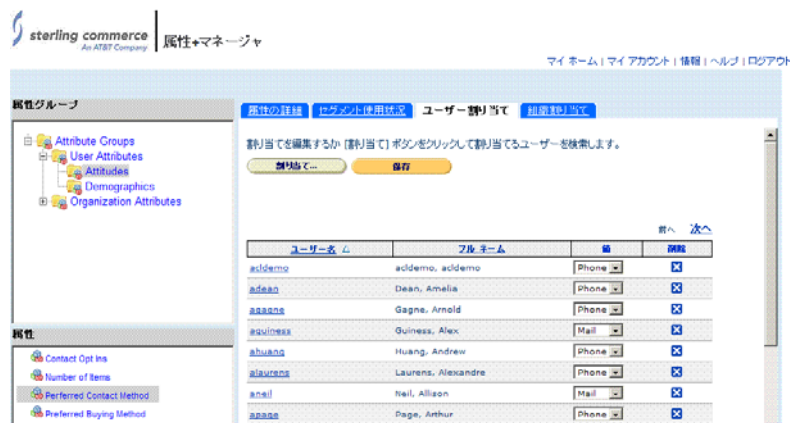 sterling commerce
An AT&T Company
属性+マネージャ
マイ ホーム | マイ アカウント | 情報 | ヘルプ | ログアウト
属性グループ
Attribute Groups
User Attributes
Attitudes
Demographics
Organization Attributes
属性
Contact Opt Ins
Number of Items
Perferred Contact Method
Preferred Buying Method
属性の詳細 セグメント使用状況 ユーザー割り当て 組織割り当て
割り当てを編集するか [割り当て] ボタンをクリックして割り当てるユーザーを検索します。
割り当て... 保存
前へ 次へ
ユーザー名 フル ネーム 値 削除
acldemo acldemo, acldemo Phone
adean Dean, Amelia Phone
agagne Gagne, Arnold Phone
aguiness Guiness, Alex Mail
ahuang Huang, Andrew Phone
alaurens Laurens, Alexandre Phone
aneil Neil, Allison Mail
apage Page, Arthur Phone